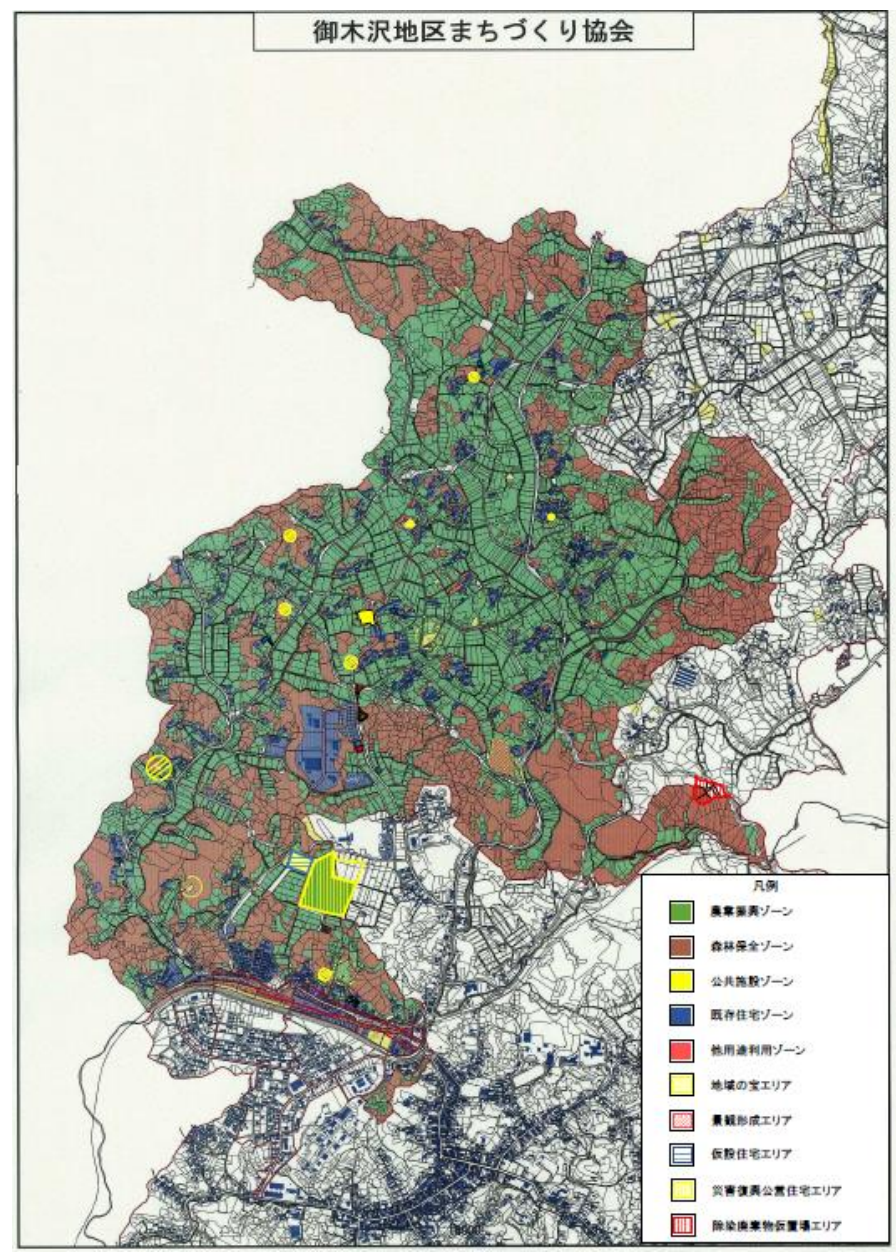 御木沢地区まちづくり協会
凡例
農業振興ゾーン
森林保全ゾーン
公共施設ゾーン
既存住宅ゾーン
他用途利用ゾーン
地域の宝エリア
景観形成エリア
仮設住宅エリア
災害復興公営住宅エリア
除染廃棄物仮置場エリア